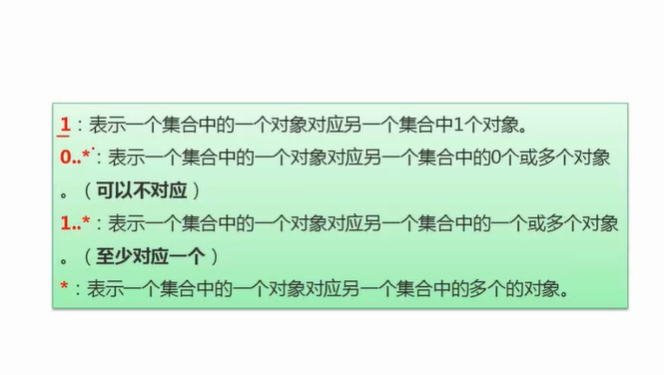 1：表示一个集合中的一个对象对应另一个集合中1个对象。
0..*：表示一个集合中的一个对象对应另一个集合中的0个或多个对象
。（可以不对应）
1..*：表示一个集合中的一个对象对应另一个集合中的一个或多个对象
。（至少对应一个）
*：表示一个集合中的一个对象对应另一个集合中的多个的对象。